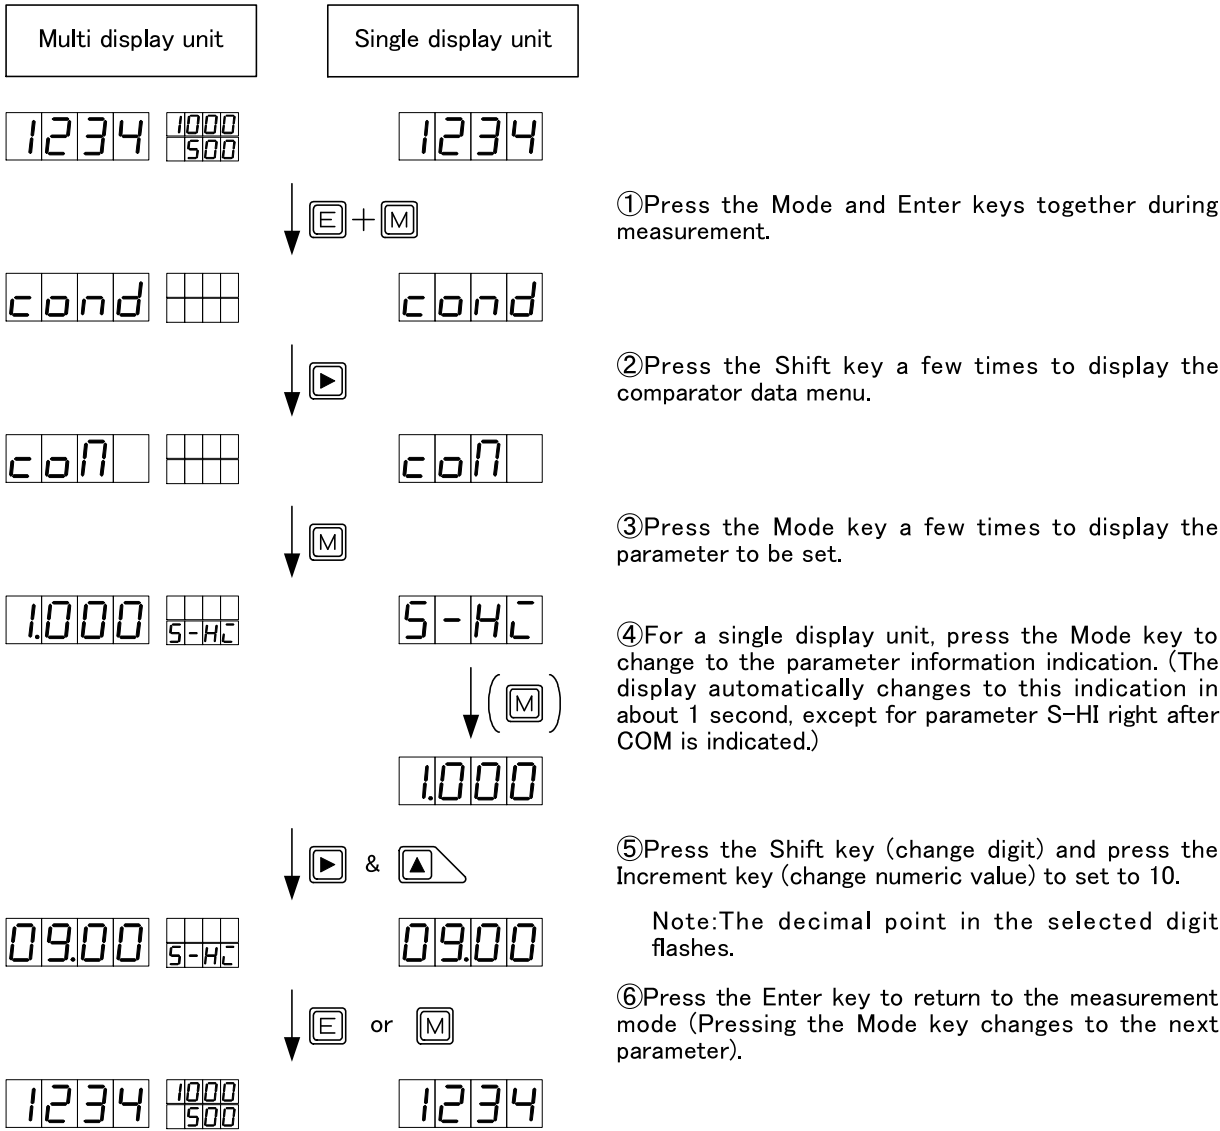 Multi display unit
Single display unit
1234 1000
500
1234
E + M
①Press the Mode and Enter keys together during
measurement.
cond
cond
②Press the Shift key a few times to display the
comparator data menu.
coM
coM
M
③Press the Mode key a few times to display the
parameter to be set.
1.000 S-Hi
S-Hi
(M)
④For a single display unit, press the Mode key to
change to the parameter information indication. (The
display automatically changes to this indication in
about 1 second, except for parameter S-HI right after
COM is indicated.)
1.000
&
⑤Press the Shift key (change digit) and press the
Increment key (change numeric value) to set to 10.
Note:The decimal point in the selected digit
flashes.
09.00 S-Hi
09.00
E or M
⑥Press the Enter key to return to the measurement
mode (Pressing the Mode key changes to the next
parameter).
1234 1000
500
1234